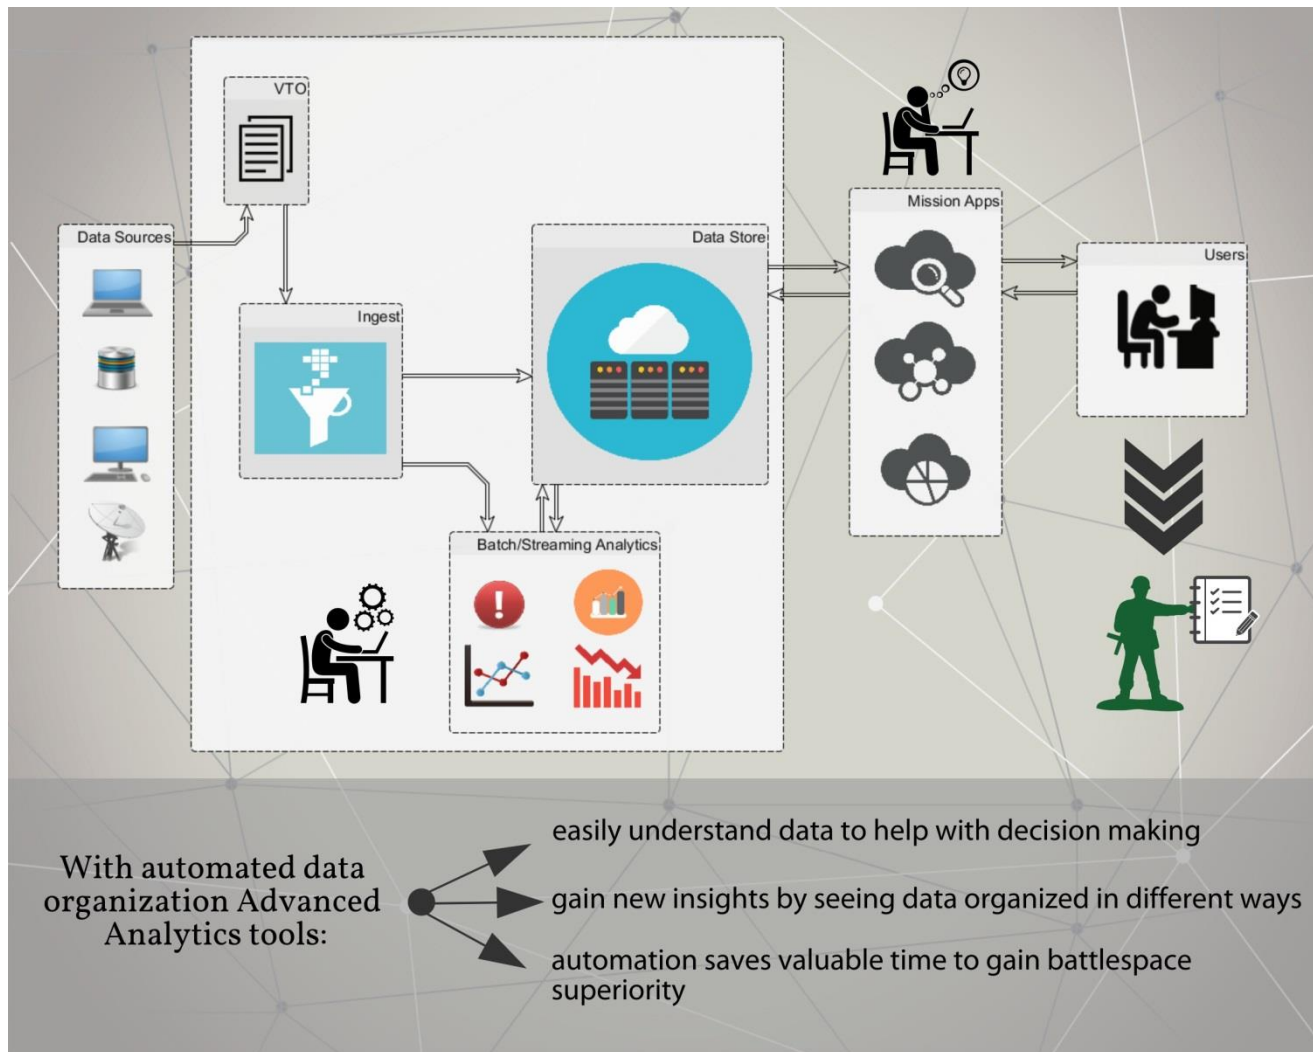 VTO
Data Sources
Ingest
Data Store
Batch/Streaming Analytics
Mission Apps
Users
With automated data
organization Advanced
Analytics tools:
easily understand data to help with decision making
gain new insights by seeing data organized in different ways
automation saves valuable time to gain battlespace
superiority